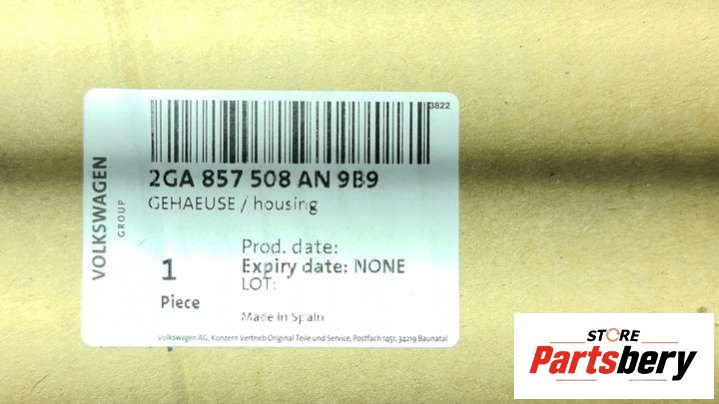 3822
2GA 857 508 AN 9B9
GEHAEUSE / housing
VOLKSWAGEN
GROUP
1
Piece
Prod. date:
Expiry date: NONE
LOT:
Made in Spain
Volkswagen AG, Konzern Vertrieb Original Teile und Service, Postfach 1451, 34219 Baunatal
STORE
Partsbery